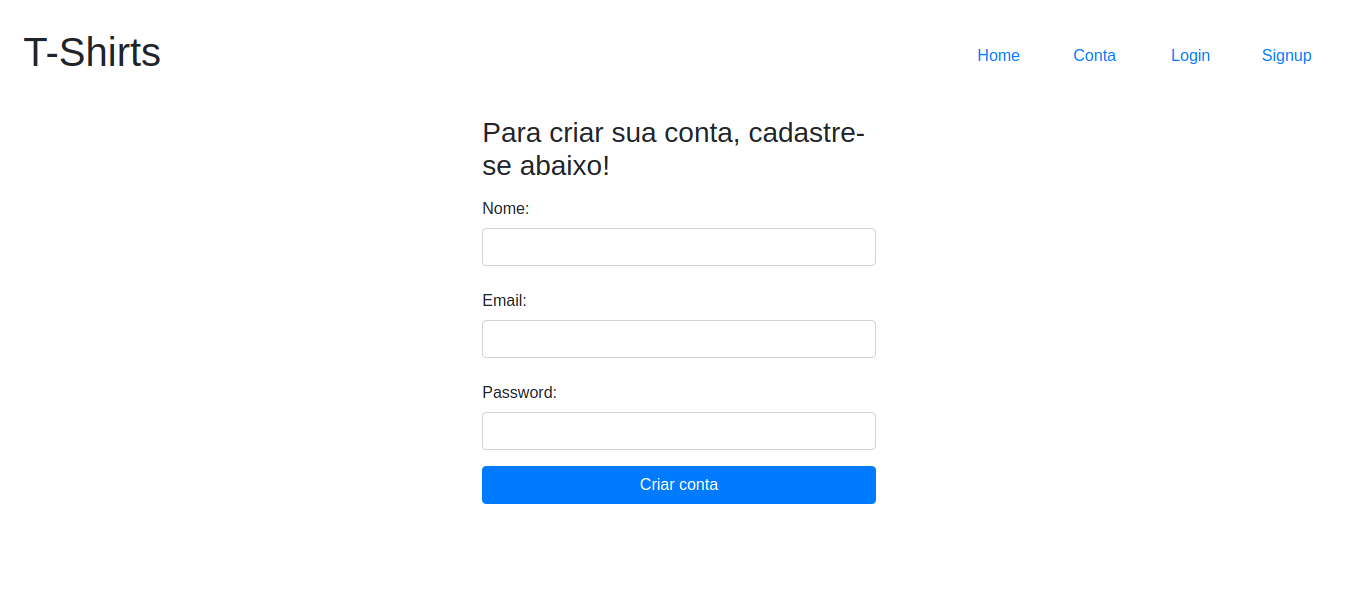 T-Shirts
Home Conta Login Signup
Para criar sua conta, cadastre-
se abaixo!
Nome:
Email:
Password:
Criar conta